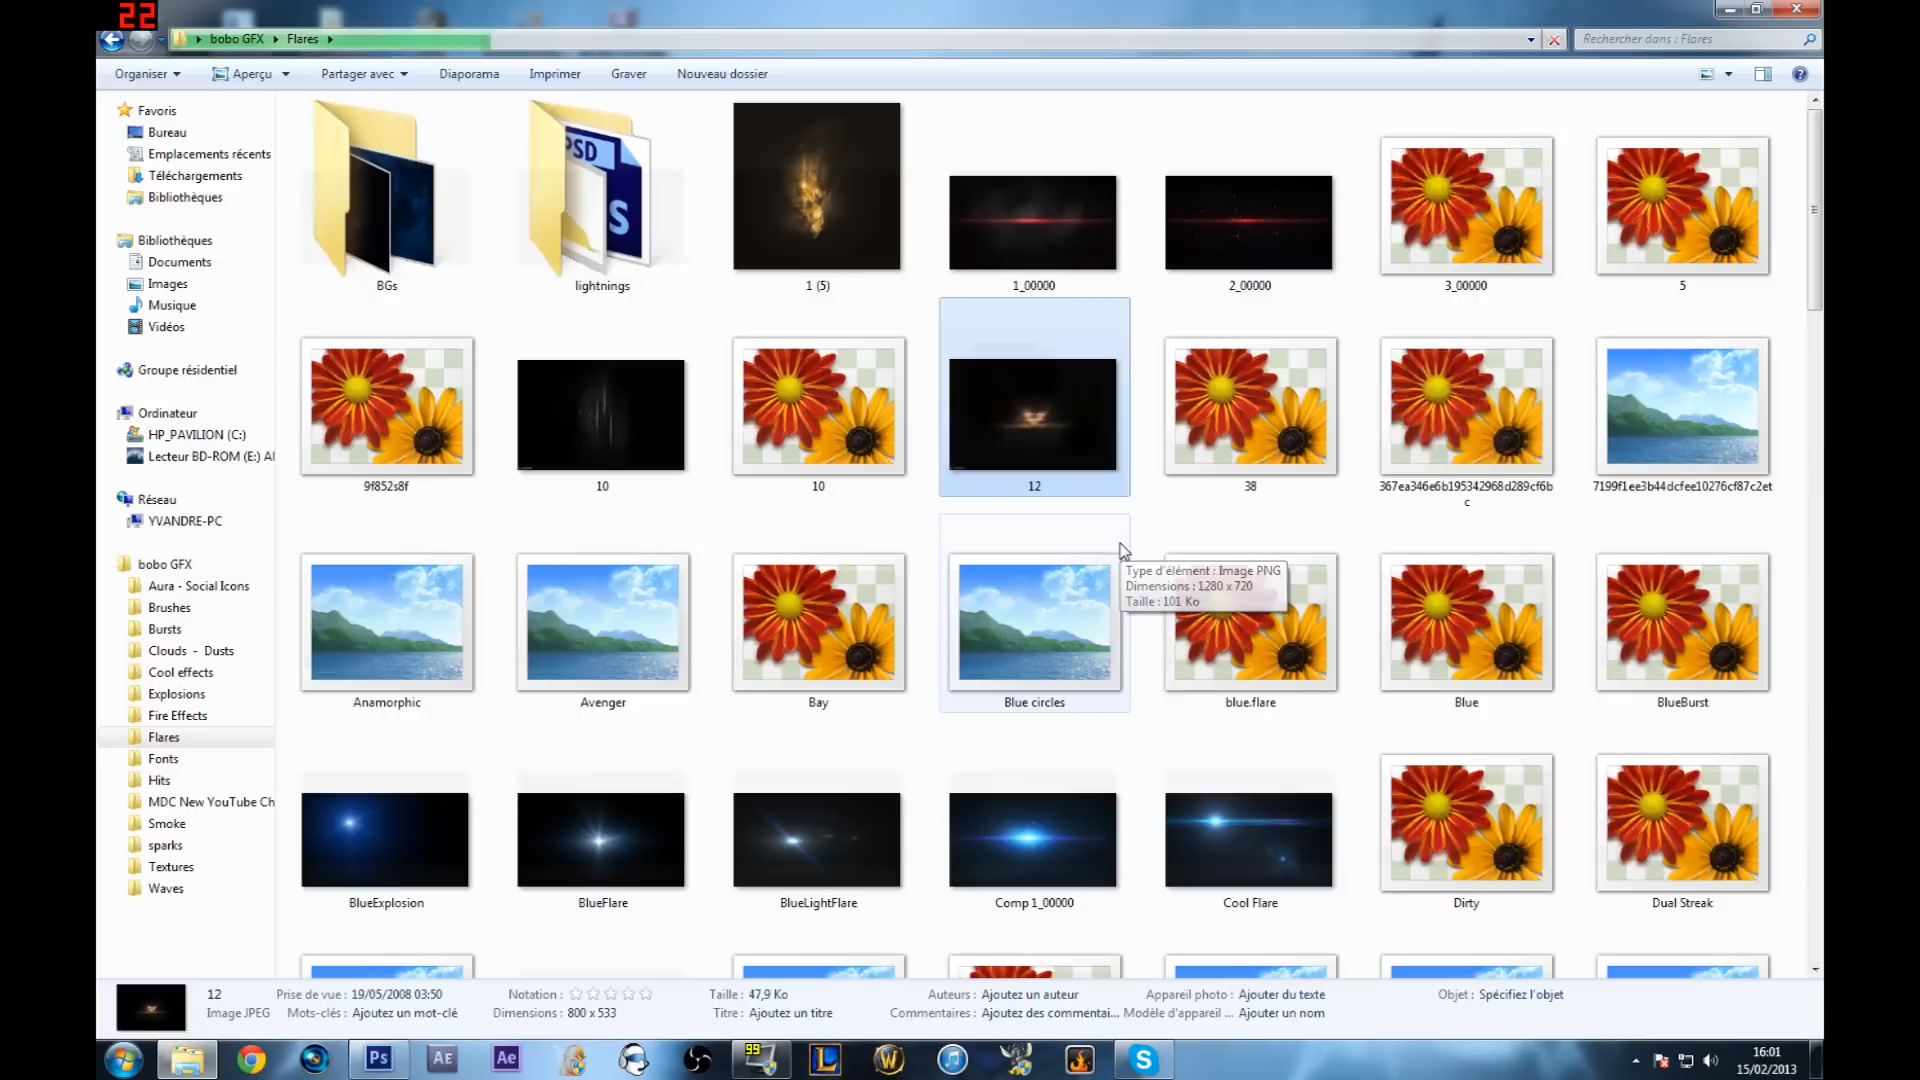 22
bobo GFX
Flares
Rechercher dans : Flares
Organiser
Aperçu
Partager avec
Diaporama
Imprimer
Graver
Nouveau dossier
Favoris
Bureau
Emplacements récents
Téléchargements
Bibliothèques
Bibliothèques
Documents
Images
Musique
Vidéos
Groupe résidentiel
Ordinateur
HP_PAVILION (C:)
Lecteur BD-ROM (E:) Al
Réseau
YVANDRE-PC
bobo GFX
Aura - Social Icons
Brushes
Bursts
Clouds - Dusts
Cool effects
Explosions
Fire Effects
Flares
Fonts
Hits
MDC New YouTube Ch
Smoke
sparks
Textures
Waves
PSD
S
BGs
lightnings
1 (5)
1_00000
2_00000
3_00000
5
9f852s8f
10
10
12
38
367ea346e6b195342968d289cf6b
c
7199f1ee3b44dcfee10276cf87c2et
Type d'élément : Image PNG
Dimensions : 1280 x 720
Taille : 101 Ko
Anamorphic
Avenger
Bay
Blue circles
blue.flare
Blue
BlueBurst
BlueExplosion
BlueFlare
BlueLightFlare
Comp 1_00000
Cool Flare
Dirty
Dual Streak
12
Image JPEG
Prise de vue : 19/05/2008 03:50
Mots-clés : Ajoutez un mot-clé
Notation :
Dimensions : 800 x 533
Taille : 47,9 Ko
Titre : Ajoutez un titre
Auteurs : Ajoutez un auteur
Commentaires : Ajoutez des commentai...
Appareil photo : Ajouter du texte
Modèle d'appareil ... Ajouter un nom
Objet : Spécifiez l'objet
Ps
AE
Ae
99
L
W
S
16:01
15/02/2013